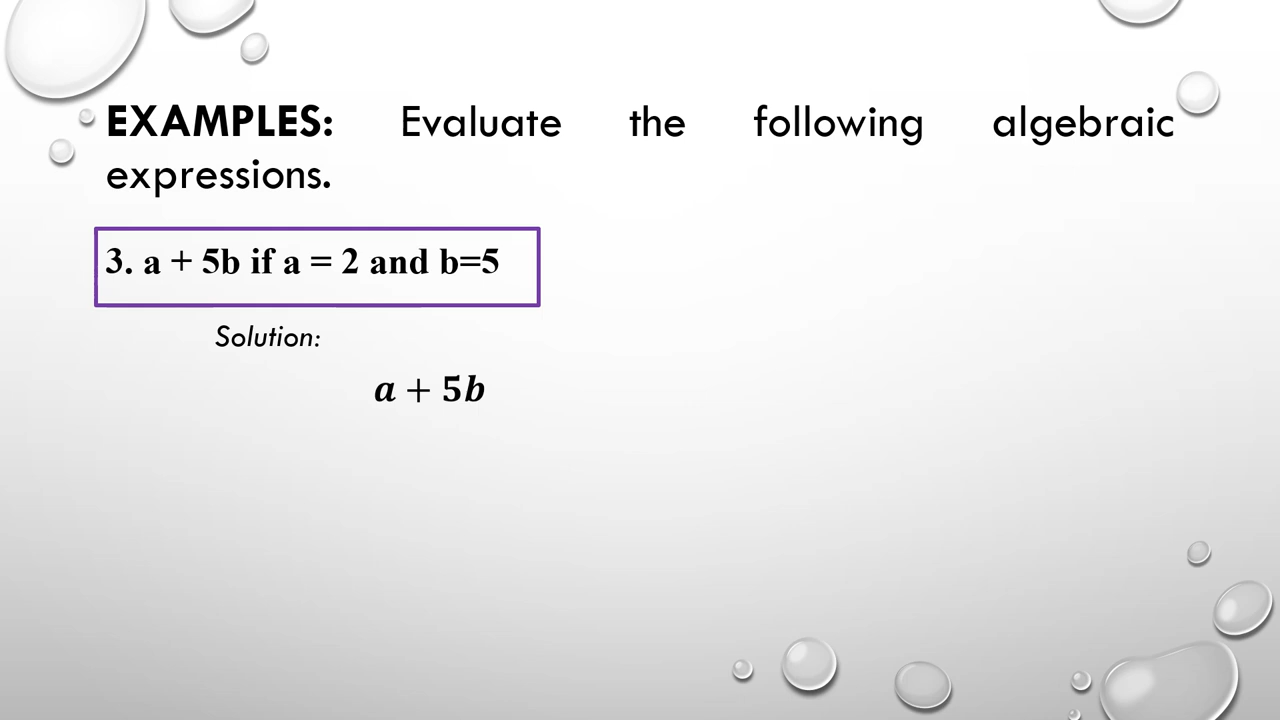 EXAMPLES: Evaluate the following algebraic
expressions.
3. a + 5b if a = 2 and b=5
Solution:
a + 5b